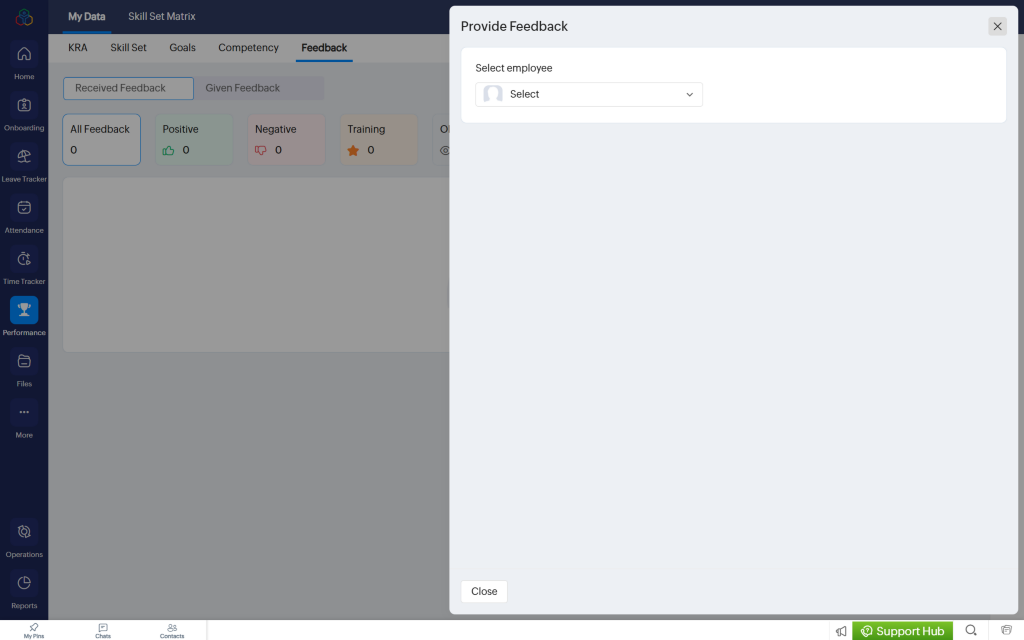 My Data
Skill Set Matrix
Provide Feedback
KRA
Skill Set
Goals
Competency
Feedback
Select employee
Select
Received Feedback
Given Feedback
All Feedback
0
Positive
0
Negative
0
Training
0
Home
Onboarding
Leave Tracker
Attendance
Time Tracker
Performance
Files
More
Operations
Reports
Close
My Pins
Chats
Contacts
Support Hub